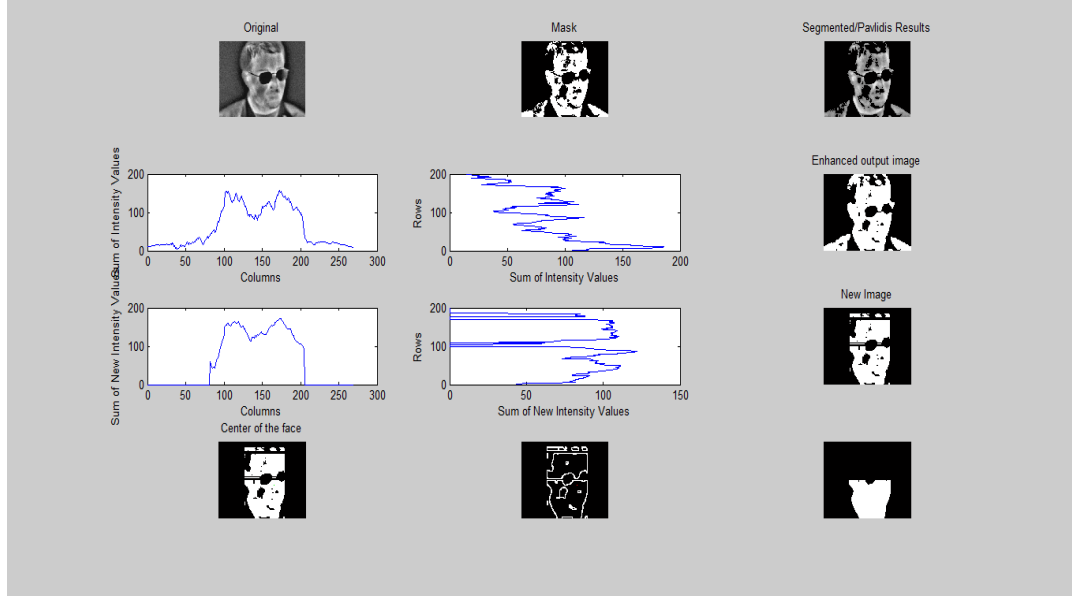 Original
Mask
Segmented/Pavlidis Results
Enhanced output image
Sum of Intensity Values
200
100
0
0 50 100 150 200 250 300
Columns
Rows
200
100
0
0 50 100 150 200
Sum of Intensity Values
New Image
Sum of New Intensity Values
200
100
0
0 50 100 150 200 250 300
Columns
Rows
200
100
0
0 50 100 150
Sum of New Intensity Values
Center of the face